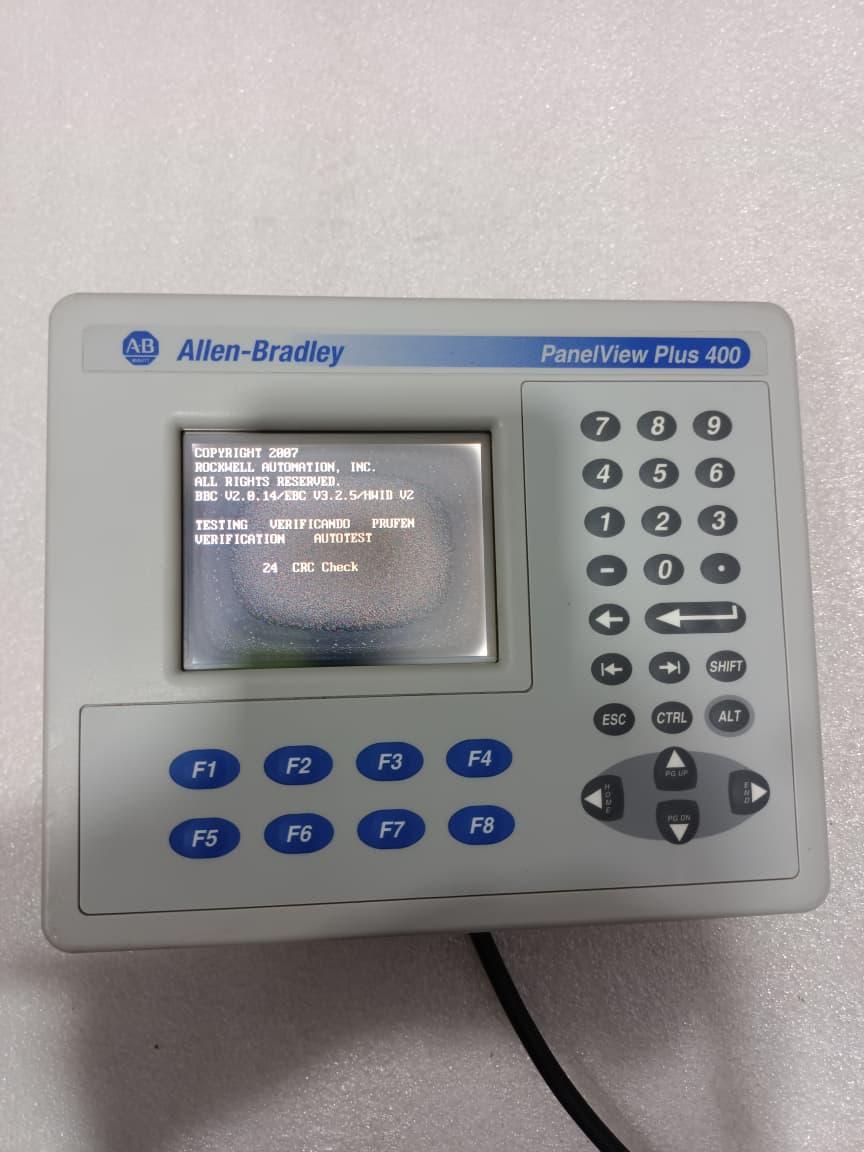 A·B
Allen-Bradley
PanelView Plus 400
COPYRIGHT 2007
ROCKWELL AUTOMATION, INC.
ALL RIGHTS RESERVED.
BBC V2.0.14/EBC V3.2.5/HWID V2
TESTING VERIFICANDO PRUFEN
VERIFICATION AUTOTEST
24 CRC Check
7 8 9
4 5 6
1 2 3
- 0 .
SHIFT
ESC CTRL ALT
PG UP
HOME
END
PG DN
F1 F2 F3 F4
F5 F6 F7 F8